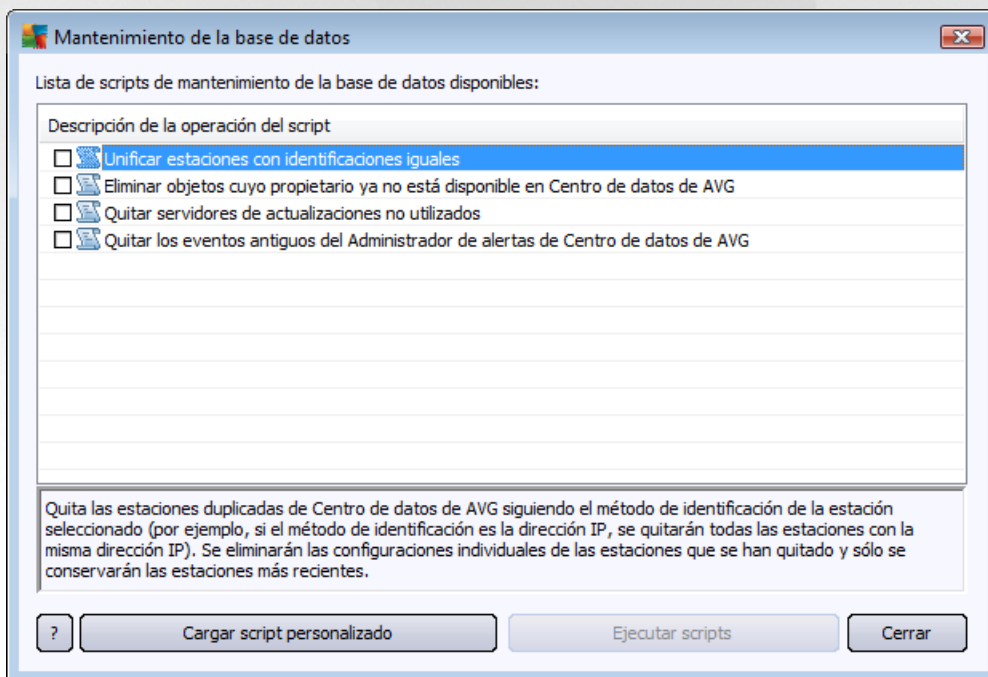 Mantenimiento de la base de datos
Lista de scripts de mantenimiento de la base de datos disponibles:
Descripción de la operación del script
Unificar estaciones con identificaciones iguales
Eliminar objetos cuyo propietario ya no está disponible en Centro de datos de AVG
Quitar servidores de actualizaciones no utilizados
Quitar los eventos antiguos del Administrador de alertas de Centro de datos de AVG
Quita las estaciones duplicadas de Centro de datos de AVG siguiendo el método de identificación de la estación
seleccionado (por ejemplo, si el método de identificación es la dirección IP, se quitarán todas las estaciones con la
misma dirección IP). Se eliminarán las configuraciones individuales de las estaciones que se han quitado y sólo se
conservarán las estaciones más recientes.
? Cargar script personalizado Ejecutar scripts Cerrar